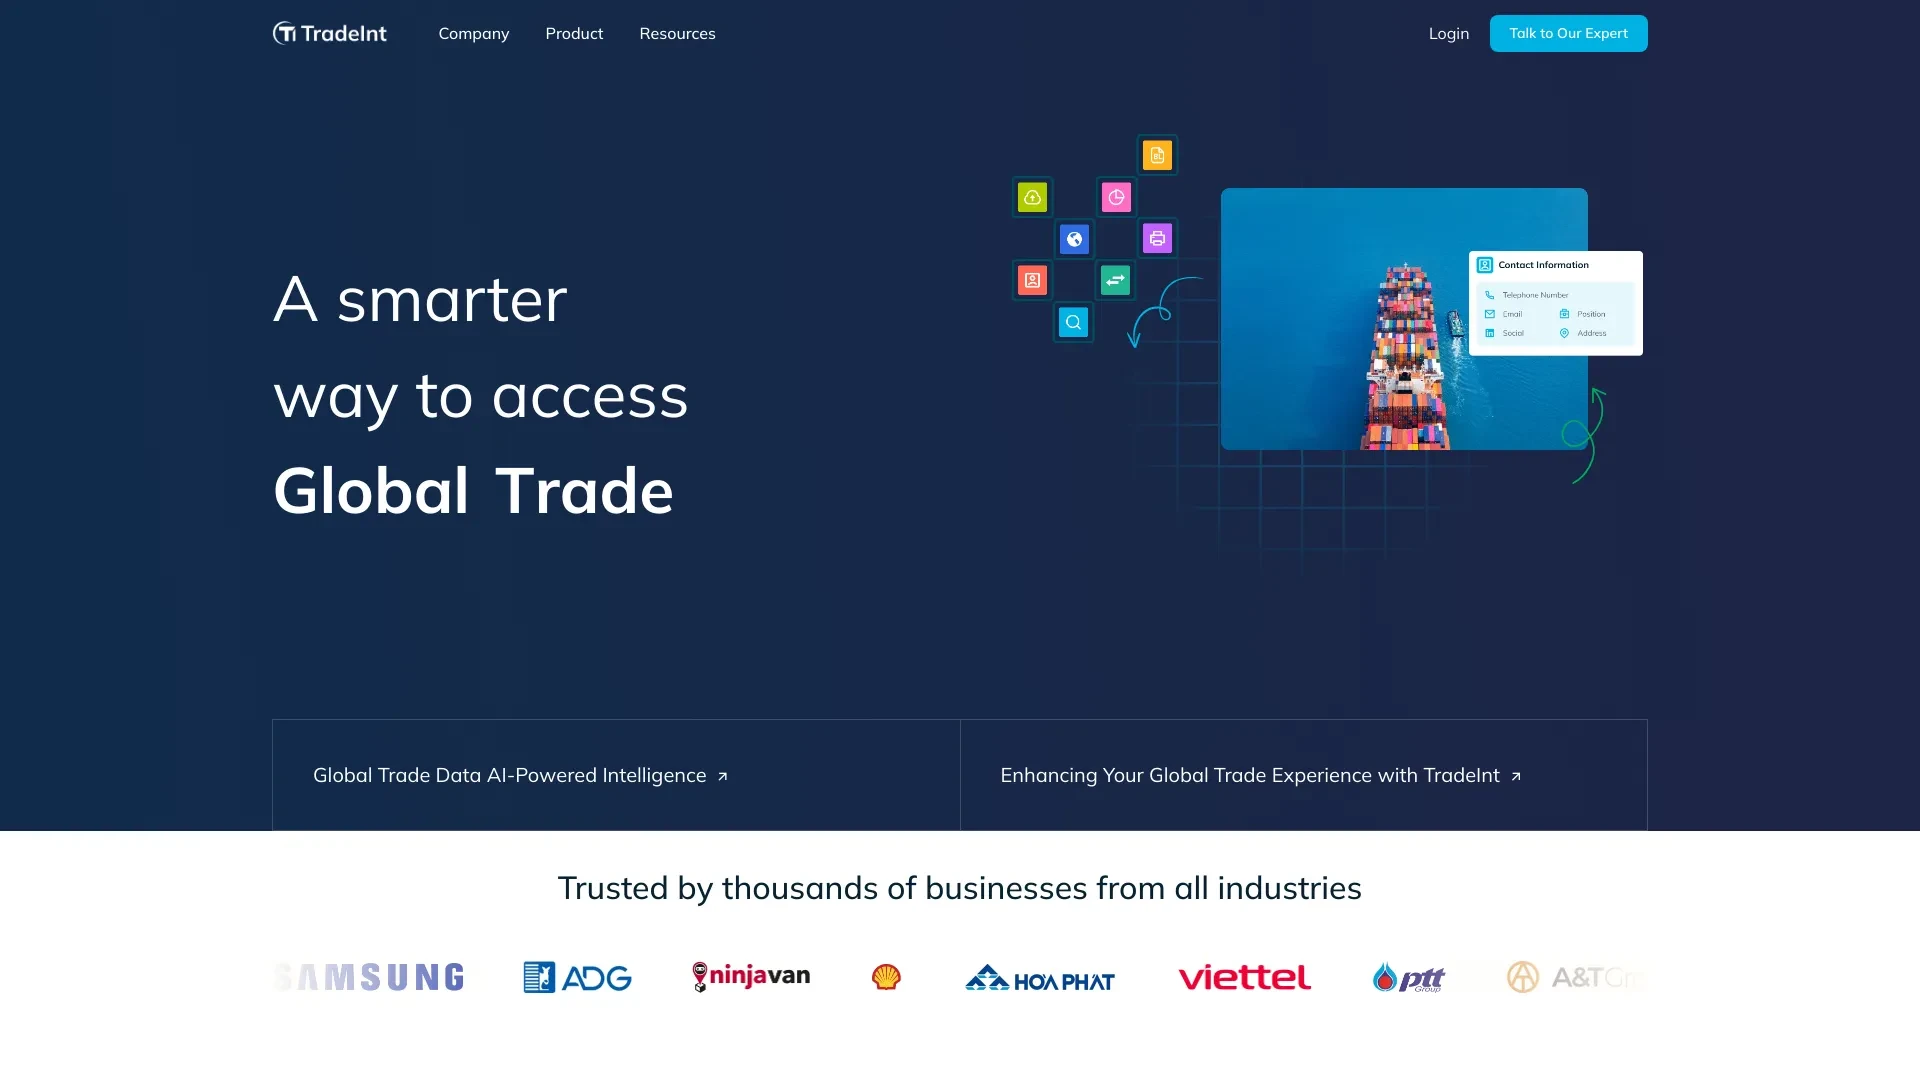 TradeInt
Company Product Resources
Login Talk to Our Expert
A smarter
way to access
Global Trade
Contact Information
Telephone Number
Email Position
Social Address
Global Trade Data AI-Powered Intelligence
Enhancing Your Global Trade Experience with TradeInt
Trusted by thousands of businesses from all industries
SAMSUNG ADG ninjavan HOA PHAT viettel ptt Group A&T